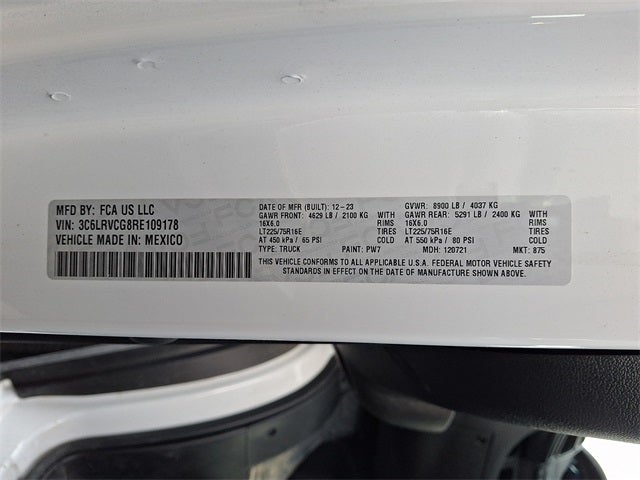 MFD BY: FCA US LLC
VIN: 3C6LRVCG8RE109178
VEHICLE MADE IN: MEXICO
DATE OF MFR (BUILT): 12-23
GAWR FRONT: 4629 LB / 2100 KG WITH
16X6.0 RIMS
LT225/75R16E TIRES
AT 450 kPa / 65 PSI COLD
TYPE: TRUCK PAINT: PW7
GVWR: 8900 LB / 4037 KG
GAWR REAR: 5291 LB / 2400 KG WITH
16X6.0 RIMS
LT225/75R16E TIRES
AT 550 kPa / 80 PSI COLD
MDH: 120721 MKT: 875
THIS VEHICLE CONFORMS TO ALL APPLICABLE U.S.A. FEDERAL MOTOR VEHICLE SAFETY
STANDARDS IN EFFECT ON THE DATE OF MANUFACTURE SHOWN ABOVE.